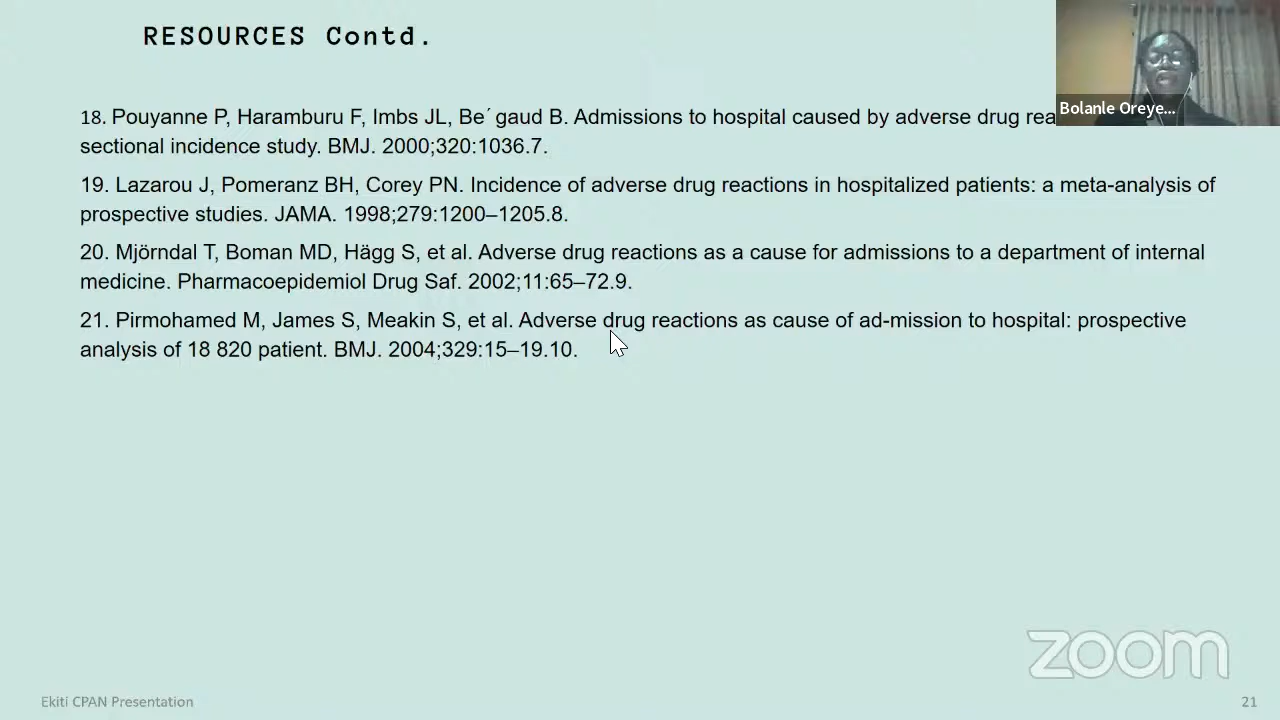 RESOURCES Contd.
Bolanle Oreye...
18. Pouyanne P, Haramburu F, Imbs JL, Be´ gaud B. Admissions to hospital caused by adverse drug rea
sectional incidence study. BMJ. 2000;320:1036.7.
19. Lazarou J, Pomeranz BH, Corey PN. Incidence of adverse drug reactions in hospitalized patients: a meta-analysis of
prospective studies. JAMA. 1998;279:1200–1205.8.
20. Mjörndal T, Boman MD, Hägg S, et al. Adverse drug reactions as a cause for admissions to a department of internal
medicine. Pharmacoepidemiol Drug Saf. 2002;11:65–72.9.
21. Pirmohamed M, James S, Meakin S, et al. Adverse drug reactions as cause of ad-mission to hospital: prospective
analysis of 18 820 patient. BMJ. 2004;329:15–19.10.
zoom
Ekiti CPAN Presentation
21